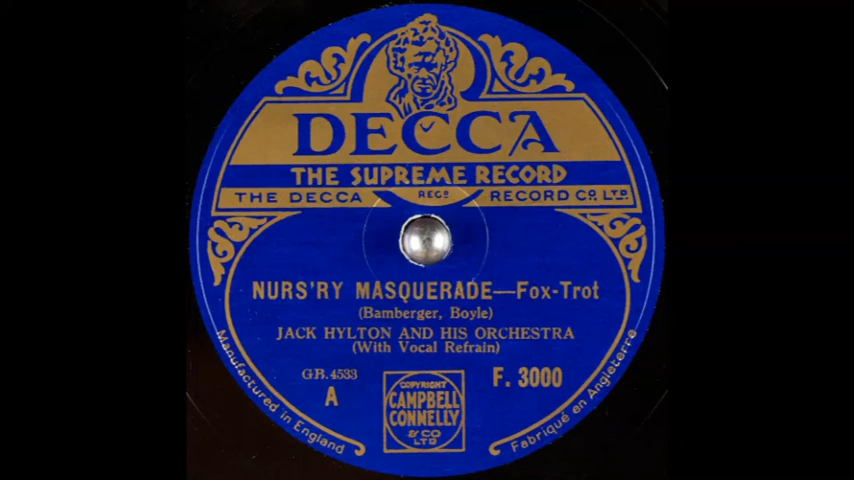 DECCA
THE SUPREME RECORD
THE DECCA REGD RECORD CO. LTD.
NURS'RY MASQUERADE—Fox-Trot
(Bamberger, Boyle)
JACK HYLTON AND HIS ORCHESTRA
(With Vocal Refrain)
GB.4533
A
F. 3000
COPYRIGHT
CAMPBELL
CONNELLY
& CO
LTD
Manufactured in England
Fabriqué en Angleterre